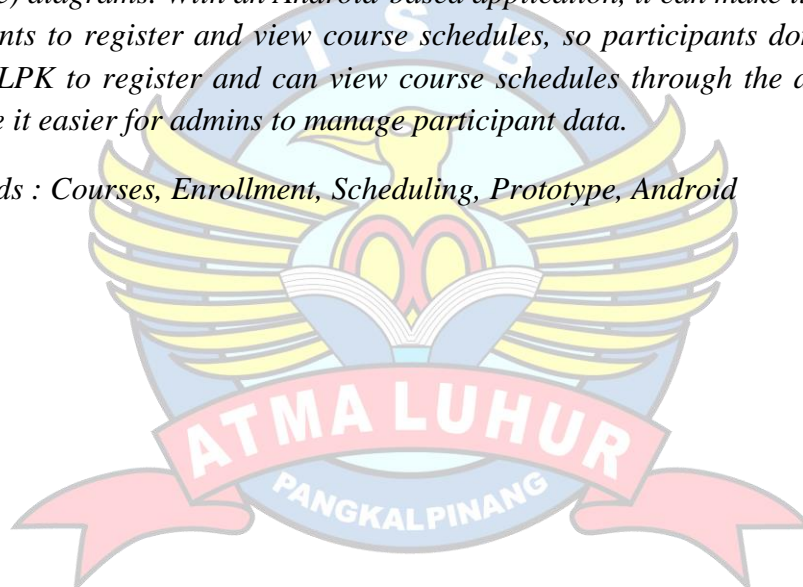 e) diagrams. With an Android-based application, it can make it
nts to register and view course schedules, so participants don
LPK to register and can view course schedules through the a
e it easier for admins to manage participant data.
ds : Courses, Enrollment, Scheduling, Prototype, Android
I S B
ATMA LUHUR
PANGKALPINANG